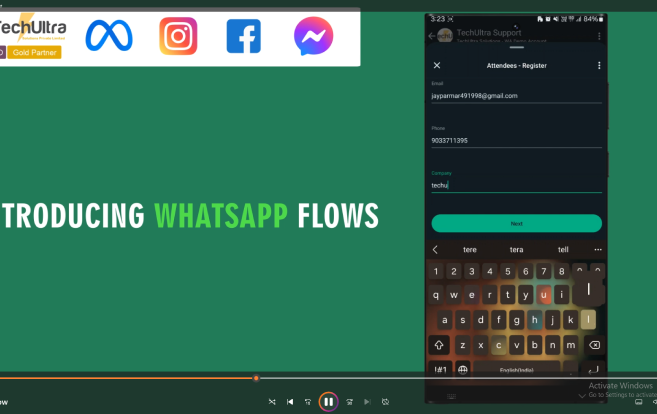 TechUltra
Gold Partner
TRODUCING WHATSAPP FLOWS
3:23
84%
TechUltra Support
Attendees - Register
Email
jayparmar491998@gmail.com
Phone
9033711395
Company
techu
Next
tere tera tell
1 2 3 4 5 6 7 8 9 0
q w e r t y u i l
a s d f g h j k l
z x c v b n m
!#1 English(India)
Activate Windows
Go to Settings to activate
ow